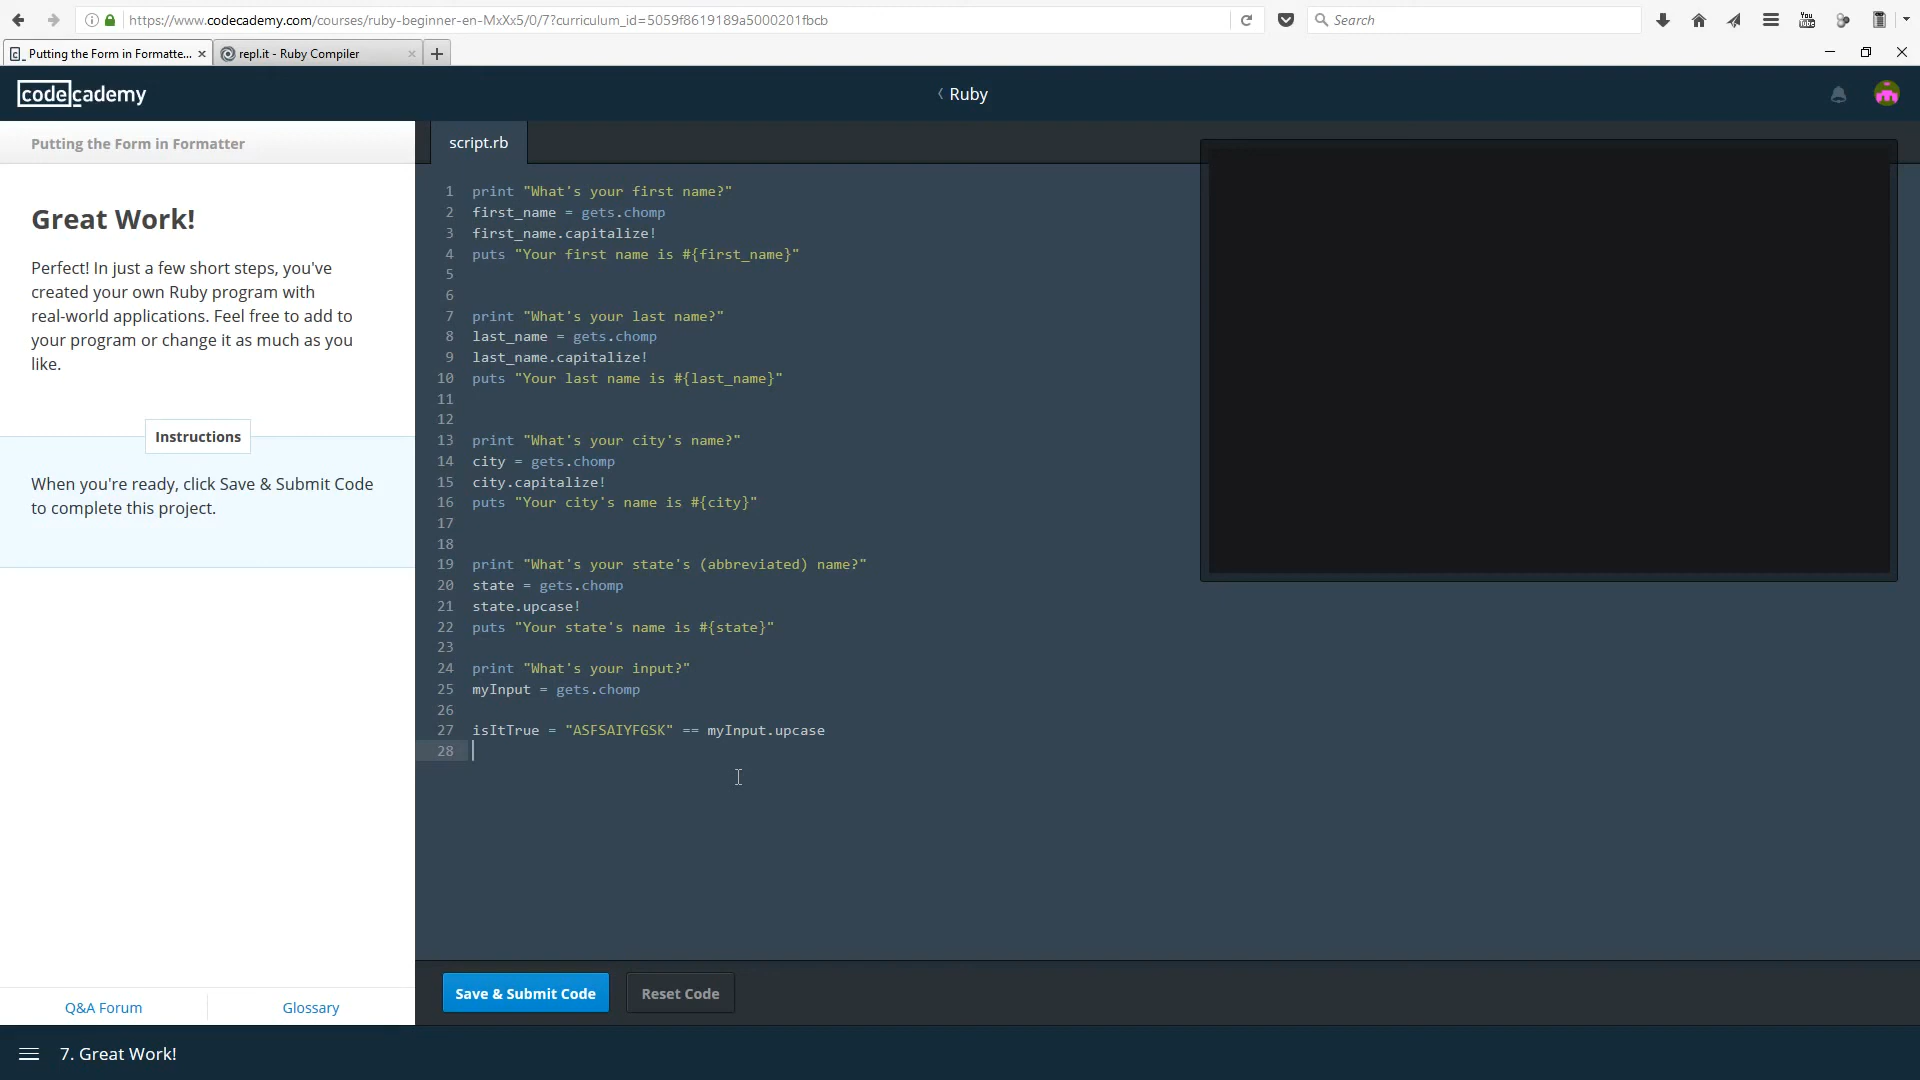 https://www.codecademy.com/courses/ruby-beginner-en-MxXx5/0/7?curriculum_id=5059f8619189a5000201fbcb
Search
You
Tube
Putting the Form in Formatte...
repl.it - Ruby Compiler
codecademy
Ruby
Putting the Form in Formatter
script.rb
Great Work!
Perfect! In just a few short steps, you've
created your own Ruby program with
real-world applications. Feel free to add to
your program or change it as much as you
like.
Instructions
When you're ready, click Save & Submit Code
to complete this project.
1 print "What's your first name?"
2 first_name = gets.chomp
3 first_name.capitalize!
4 puts "Your first name is #{first_name}"
5
6
7 print "What's your last name?"
8 last_name = gets.chomp
9 last_name.capitalize!
10 puts "Your last name is #{last_name}"
11
12
13 print "What's your city's name?"
14 city = gets.chomp
15 city.capitalize!
16 puts "Your city's name is #{city}"
17
18
19 print "What's your state's (abbreviated) name?"
20 state = gets.chomp
21 state.upcase!
22 puts "Your state's name is #{state}"
23
24 print "What's your input?"
25 myInput = gets.chomp
26
27 isItTrue = "ASFSAIYFGSK" == myInput.upcase
28
Q&A Forum
Glossary
Save & Submit Code
Reset Code
7. Great Work!